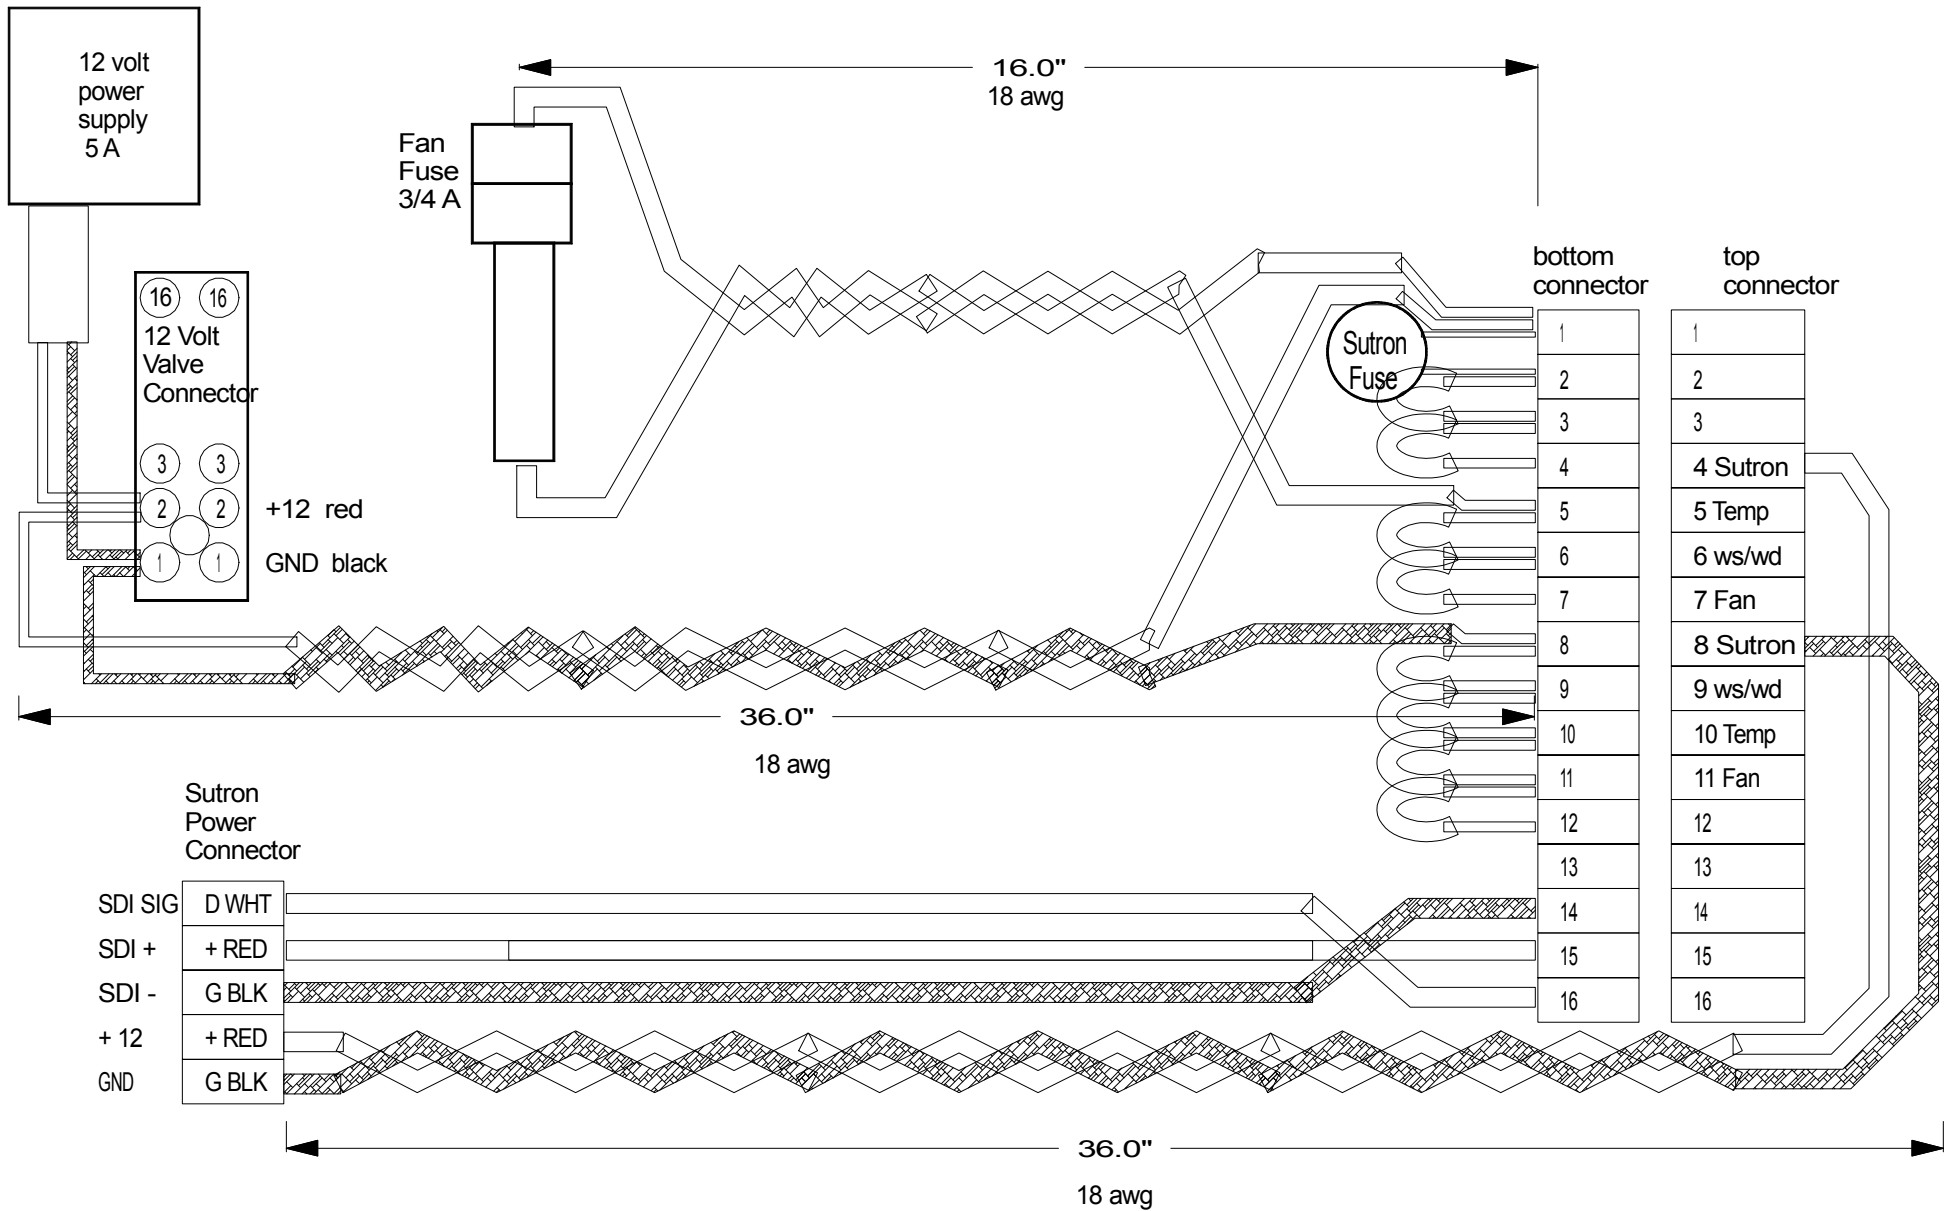 12 volt
power
supply
5 A
16.0"
18 awg
Fan
Fuse
3/4 A
16 16
12 Volt
Valve
Connector
3 3
2 2 +12 red
1 1 GND black
Sutron
Fuse
bottom
connector
1
2
3
4
5
6
7
8
9
10
11
12
13
14
15
16
top
connector
1
2
3
4 Sutron
5 Temp
6 ws/wd
7 Fan
8 Sutron
9 ws/wd
10 Temp
11 Fan
12
13
14
15
16
36.0"
18 awg
Sutron
Power
Connector
SDI SIG D WHT
SDI + + RED
SDI - G BLK
+ 12 + RED
GND G BLK
36.0"
18 awg